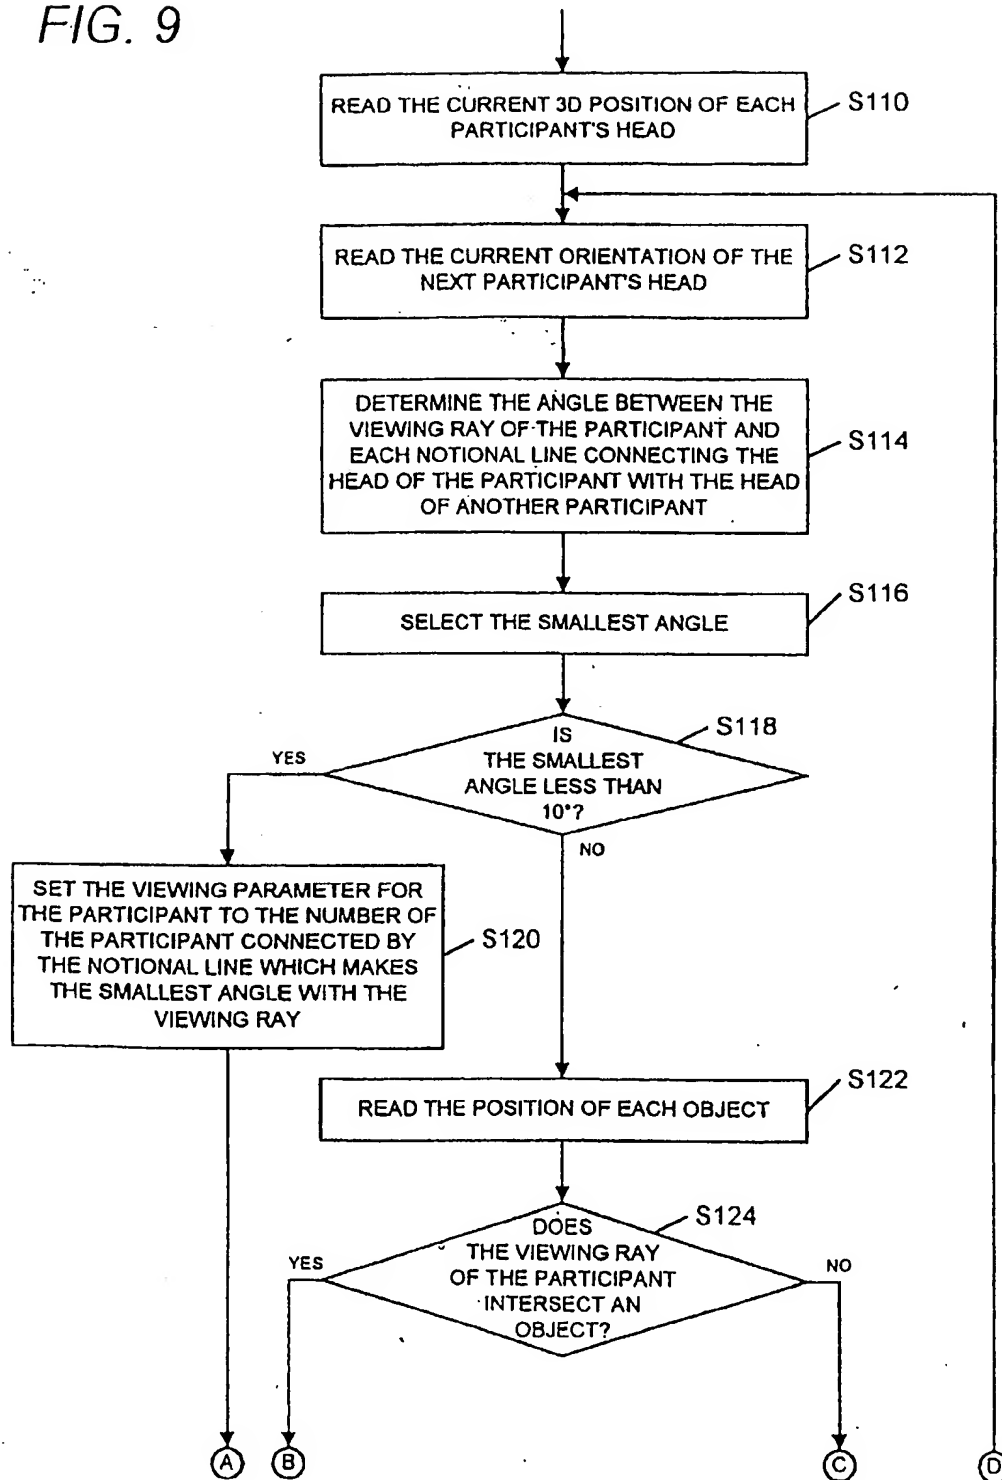 FIG. 9
READ THE CURRENT 3D POSITION OF EACH
PARTICIPANT'S HEAD
S110
READ THE CURRENT ORIENTATION OF THE
NEXT PARTICIPANT'S HEAD
S112
DETERMINE THE ANGLE BETWEEN THE
VIEWING RAY OF THE PARTICIPANT AND
EACH NOTIONAL LINE CONNECTING THE
HEAD OF THE PARTICIPANT WITH THE HEAD
OF ANOTHER PARTICIPANT
S114
SELECT THE SMALLEST ANGLE
S116
IS
THE SMALLEST
ANGLE LESS THAN
10°?
S118
YES
NO
SET THE VIEWING PARAMETER FOR
THE PARTICIPANT TO THE NUMBER OF
THE PARTICIPANT CONNECTED BY
THE NOTIONAL LINE WHICH MAKES
THE SMALLEST ANGLE WITH THE
VIEWING RAY
S120
READ THE POSITION OF EACH OBJECT
S122
DOES
THE VIEWING RAY
OF THE PARTICIPANT
INTERSECT AN
OBJECT?
S124
YES
NO
A
B
C
D